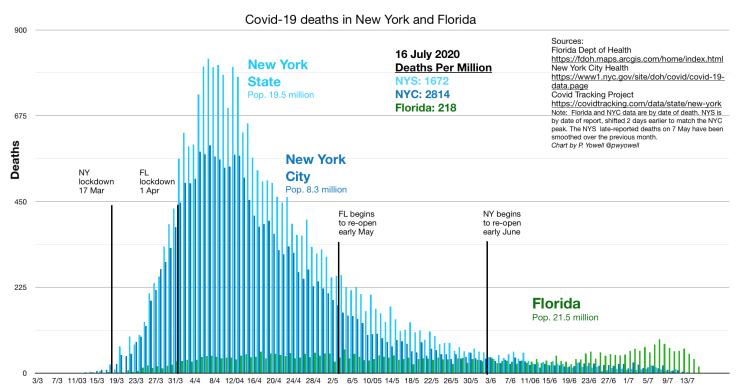 Covid-19 deaths in New York and Florida
900
675
450
225
0
Deaths
New York
State
Pop. 19.5 million
16 July 2020
Deaths Per Million
NYS: 1672
NYC: 2814
Florida: 218
Sources:
Florida Dept of Health
https://fdoh.maps.arcgis.com/home/index.html
New York City Health
https://www1.nyc.gov/site/doh/covid/covid-19-
data.page
Covid Tracking Project
https://covidtracking.com/data/state/new-york
Note: Florida and NYC data are by date of death. NYS is
by date of report, shifted 2 days earlier to match the NYC
peak. The NYS late-reported deaths on 7 May have been
smoothed over the previous month.
Chart by P. Yowell @pwyowell
New York
City
Pop. 8.3 million
NY
lockdown
17 Mar
FL
lockdown
1 Apr
FL begins
to re-open
early May
NY begins
to re-open
early June
Florida
Pop. 21.5 million
3/3 7/3 11/03 15/3 19/3 23/3 27/3 31/3 4/4 8/4 12/04 16/4 20/4 24/4 28/4 2/5 6/5 10/05 14/5 18/5 22/5 26/5 30/5 3/6 7/6 11/06 15/6 19/6 23/6 27/6 1/7 5/7 9/7 13/7